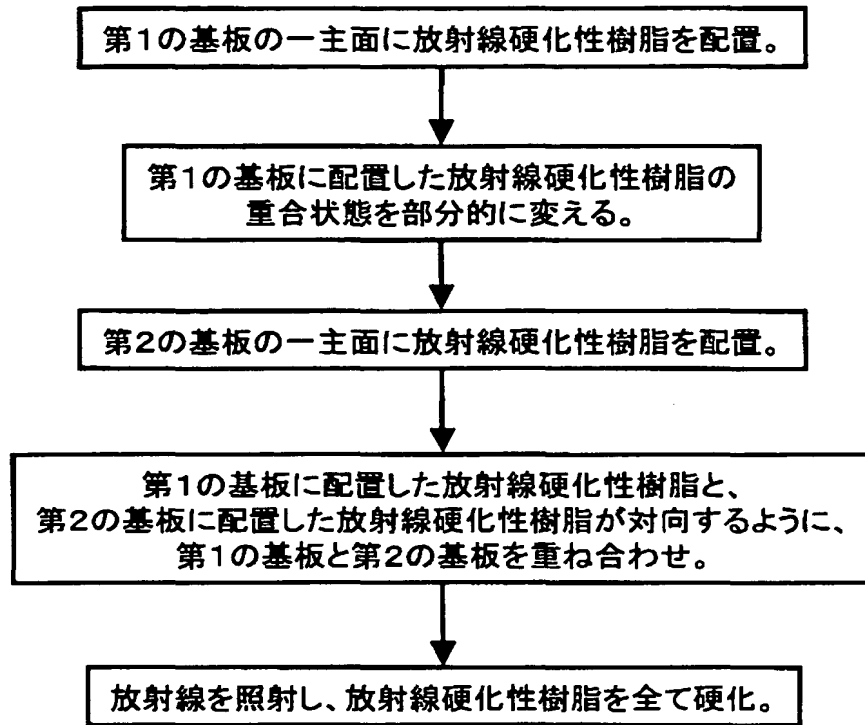 第1の基板の一主面に放射線硬化性樹脂を配置。
第1の基板に配置した放射線硬化性樹脂の
重合状態を部分的に変える。
第2の基板の一主面に放射線硬化性樹脂を配置。
第1の基板に配置した放射線硬化性樹脂と、
第2の基板に配置した放射線硬化性樹脂が対向するように、
第1の基板と第2の基板を重ね合わせ。
放射線を照射し、放射線硬化性樹脂を全て硬化。